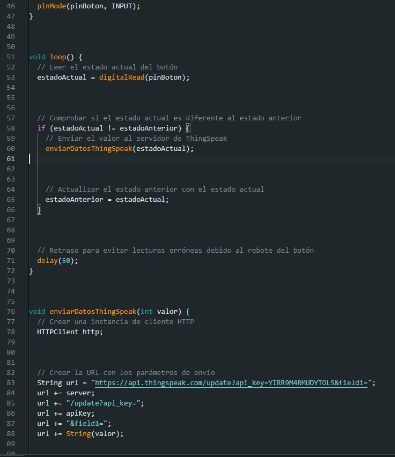 46 pinMode(pinBoton, INPUT);
47 }
48
49
50
51 void loop() {
52 // Leer el estado actual del botón
53 estadoActual = digitalRead(pinBoton);
54
55
56
57 // Comprobar si el estado actual es diferente al estado anterior
58 if (estadoActual != estadoAnterior) {
59 // Enviar el valor al servidor de ThingSpeak
60 enviarDatosThingSpeak(estadoActual);
61
62
63
64 // Actualizar el estado anterior con el estado actual
65 estadoAnterior = estadoActual;
66 }
67
68
69
70 // Retraso para evitar lecturas erróneas debido al rebote del botón
71 delay(50);
72 }
73
74
75
76 void enviarDatosThingSpeak(int valor) {
77 // Crear una instancia de cliente HTTP
78 HTTPClient http;
79
80
81
82 // Crear la URL con los parámetros de envío
83 String url = "https://api.thingspeak.com/update?api_key=YIRR9M4RMUDYTOLS&field1=";
84 url += server;
85 url += "/update?api_key=";
86 url += apiKey;
87 url += "&field1=";
88 url += String(valor);
89
90